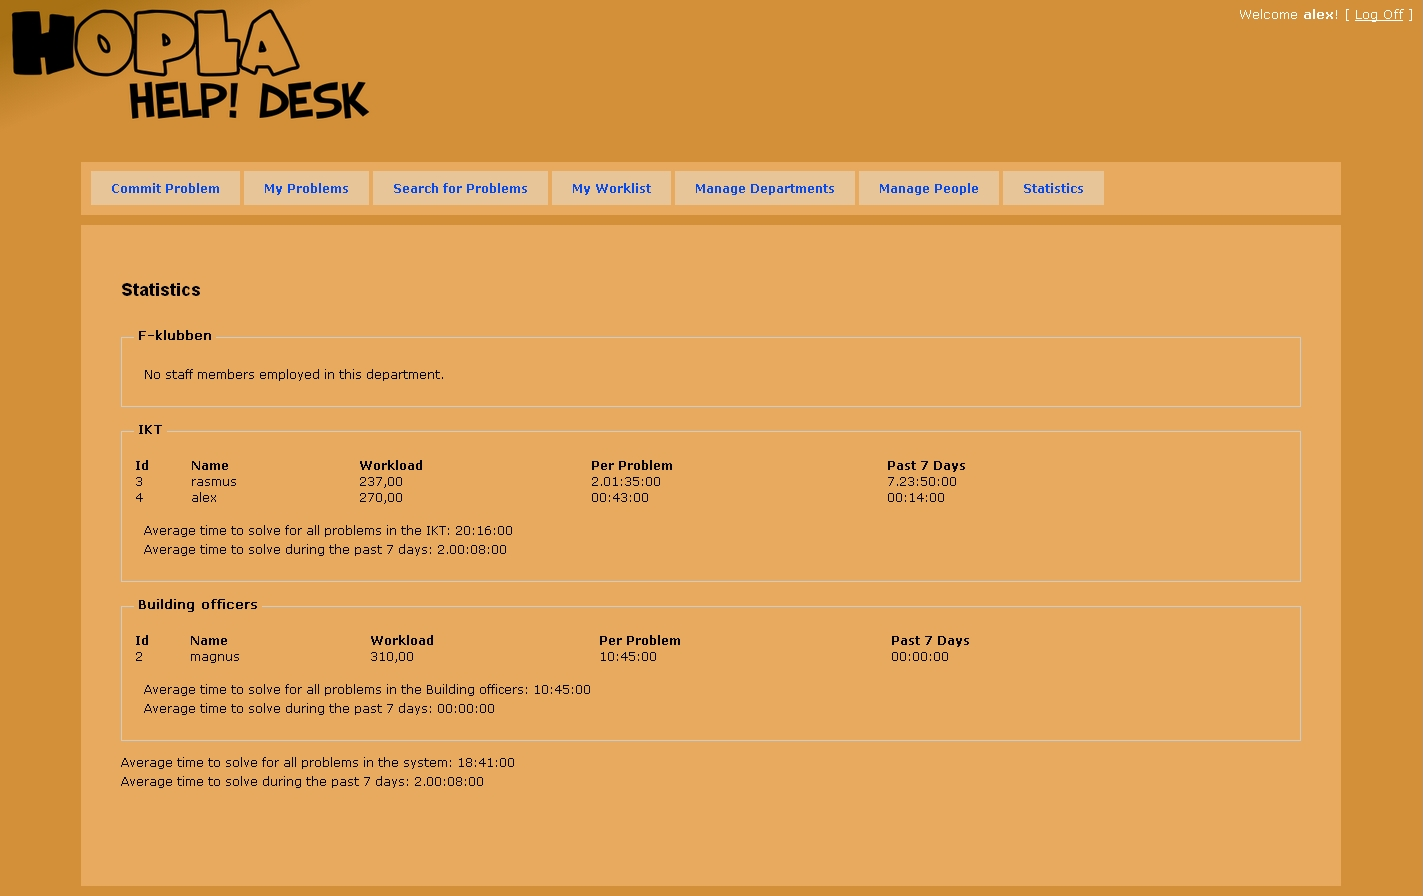 HOPLA
HELP! DESK
Welcome alex! [ Log Off ]
Commit Problem My Problems Search for Problems My Worklist Manage Departments Manage People Statistics
Statistics
F-klubben
No staff members employed in this department.
IKT
Id Name Workload Per Problem Past 7 Days
3 rasmus 237,00 2.01:35:00 7.23:50:00
4 alex 270,00 00:43:00 00:14:00
Average time to solve for all problems in the IKT: 20:16:00
Average time to solve during the past 7 days: 2.00:08:00
Building officers
Id Name Workload Per Problem Past 7 Days
2 magnus 310,00 10:45:00 00:00:00
Average time to solve for all problems in the Building officers: 10:45:00
Average time to solve during the past 7 days: 00:00:00
Average time to solve for all problems in the system: 18:41:00
Average time to solve during the past 7 days: 2.00:08:00